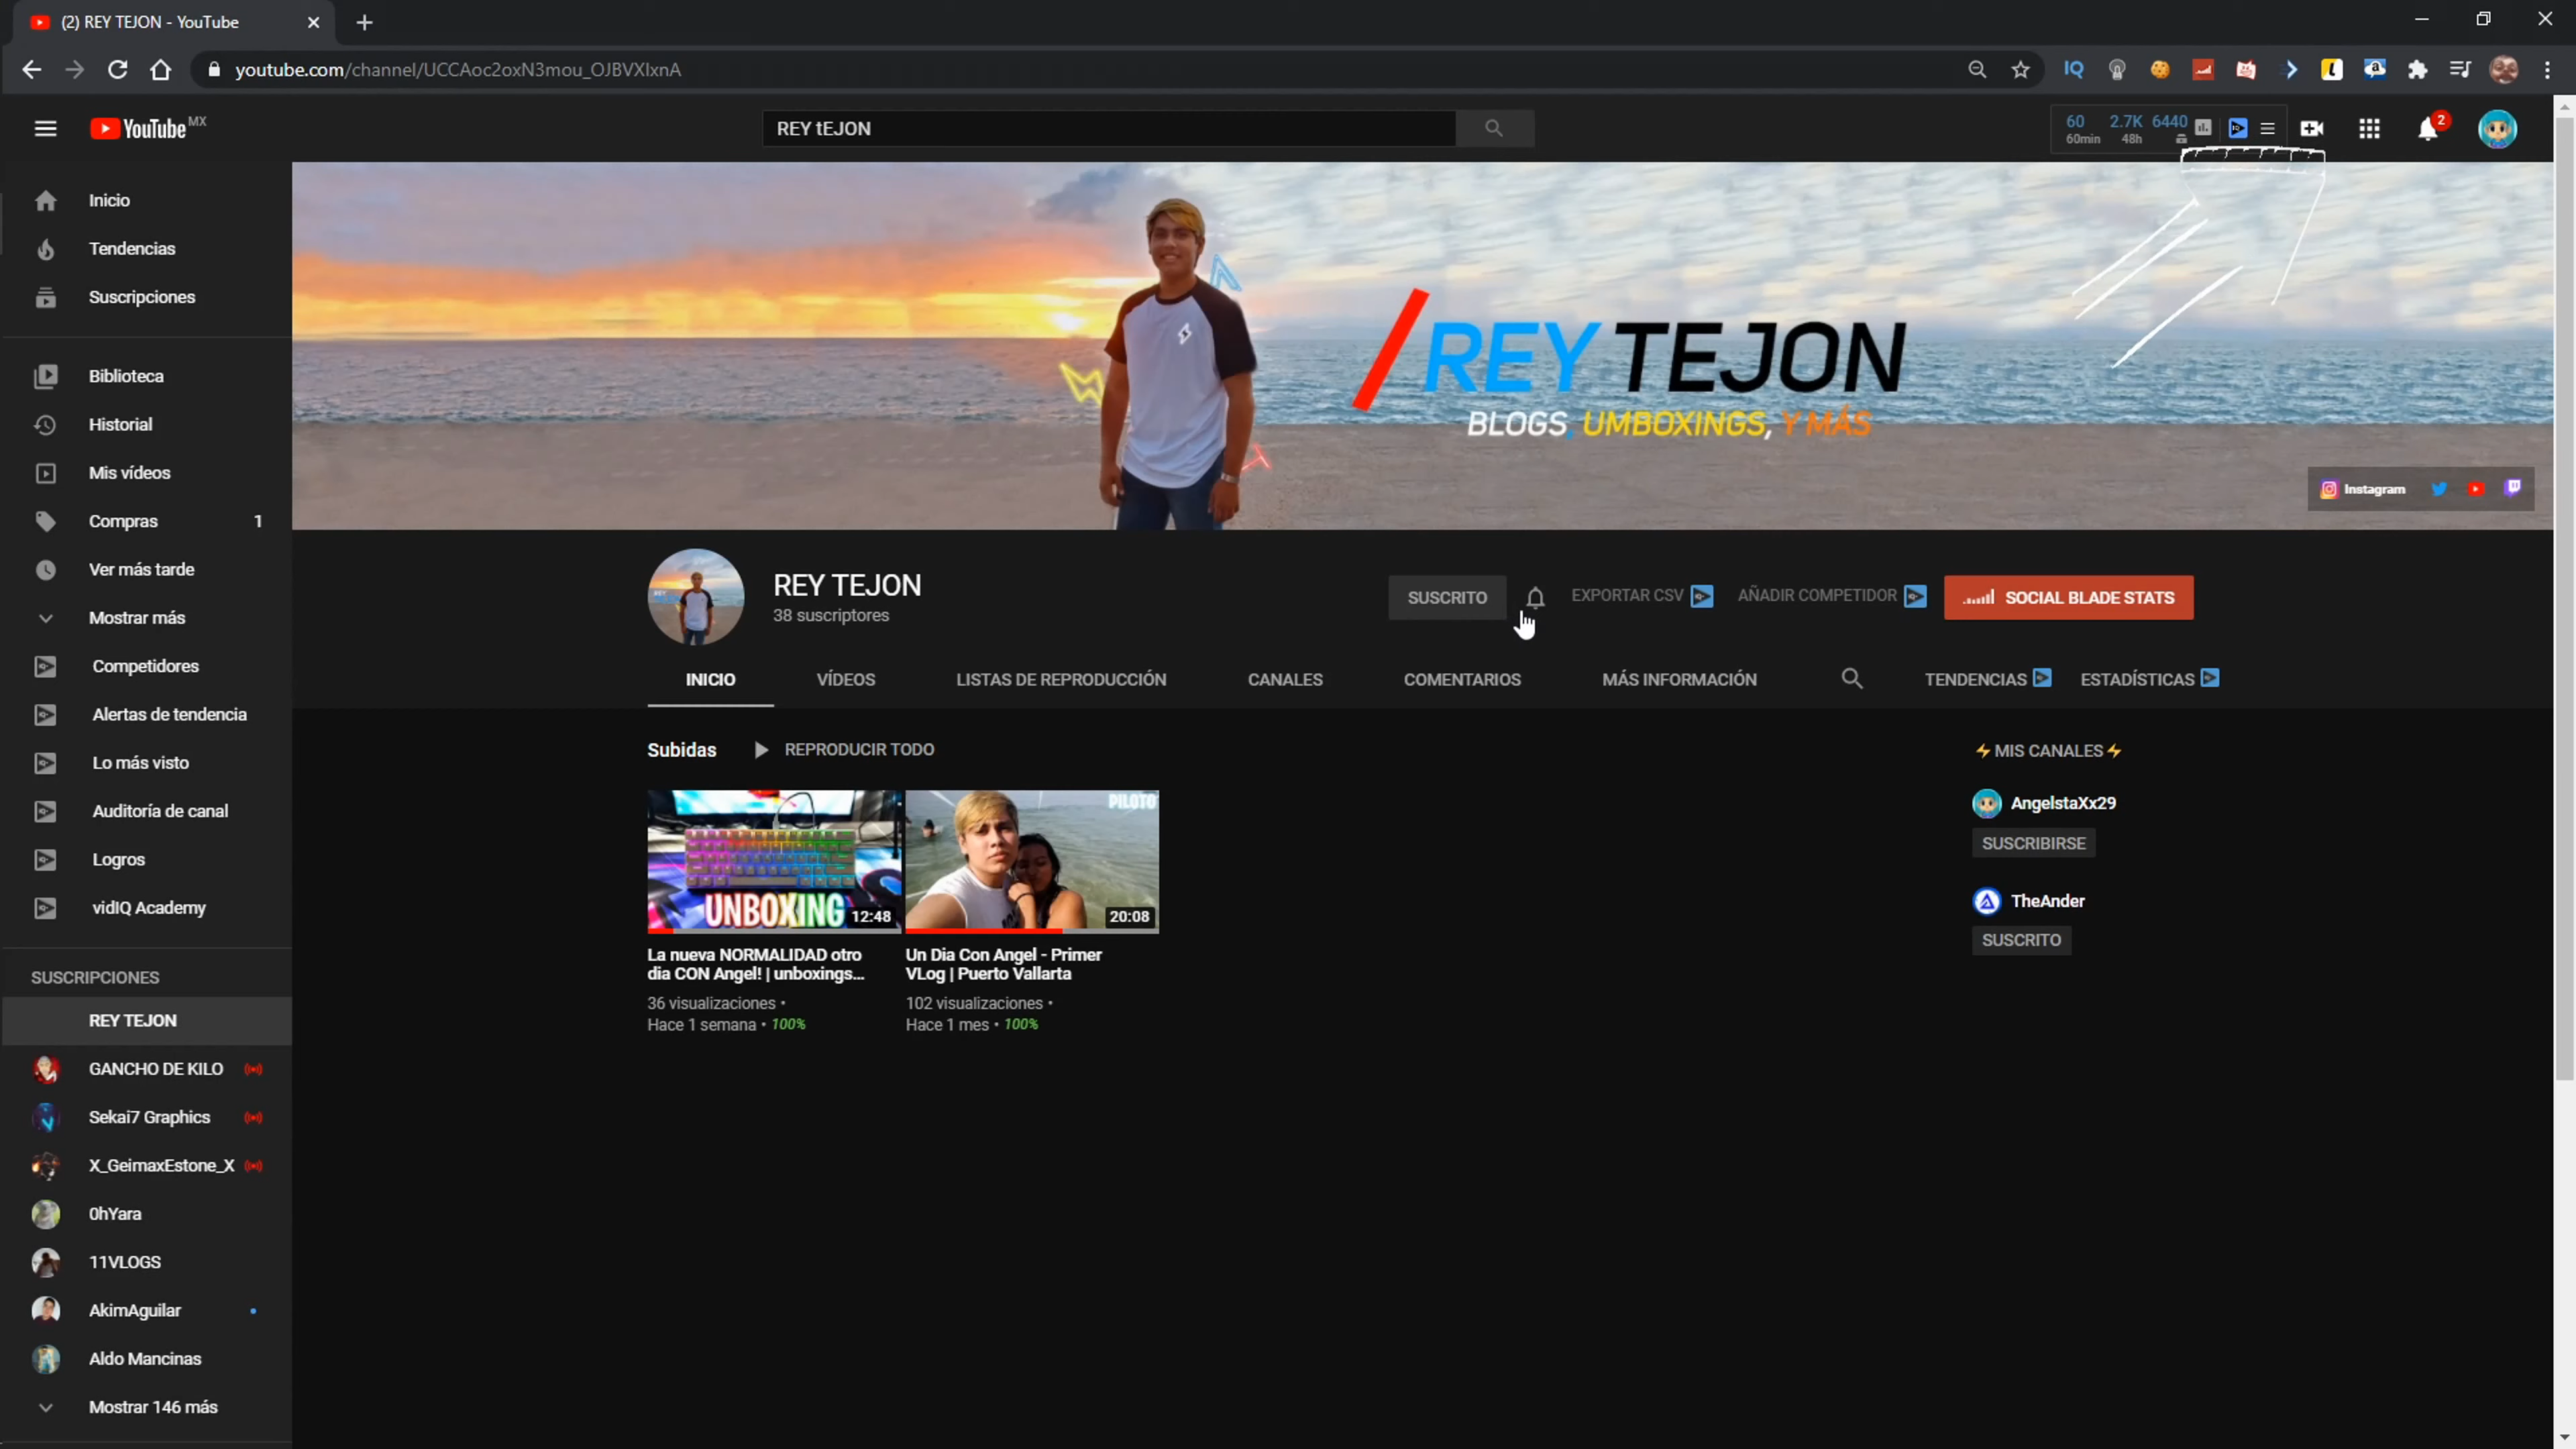 (2) REY TEJON - YouTube
youtube.com/channel/UCCAoc2oxN3mou_OJBVXIxnA
YouTube MX
REY tEJON
60 2.7K 6440
60min 48h
2
Inicio
Tendencias
Suscripciones
Biblioteca
Historial
Mis vídeos
Compras 1
Ver más tarde
Mostrar más
Competidores
Alertas de tendencia
Lo más visto
Auditoría de canal
Logros
vidIQ Academy
SUSCRIPCIONES
REY TEJON
GANCHO DE KILO
Sekai7 Graphics
X_GeimaxEstone_X
0hYara
11VLOGS
AkimAguilar
Aldo Mancinas
Mostrar 146 más
REY TEJON
BLOGS, UMBOXINGS, Y MÁS
Instagram
REY TEJON
38 suscriptores
SUSCRITO
EXPORTAR CSV
AÑADIR COMPETIDOR
SOCIAL BLADE STATS
INICIO VÍDEOS LISTAS DE REPRODUCCIÓN CANALES COMENTARIOS MÁS INFORMACIÓN TENDENCIAS ESTADÍSTICAS
Subidas REPRODUCIR TODO
UNBOXING
12:48
La nueva NORMALIDAD otro
dia CON Angel! | unboxings...
36 visualizaciones •
Hace 1 semana • 100%
PILOTO
20:08
Un Dia Con Angel - Primer
VLog | Puerto Vallarta
102 visualizaciones •
Hace 1 mes • 100%
⚡MIS CANALES⚡
AngelstaXx29
SUSCRIBIRSE
TheAnder
SUSCRITO